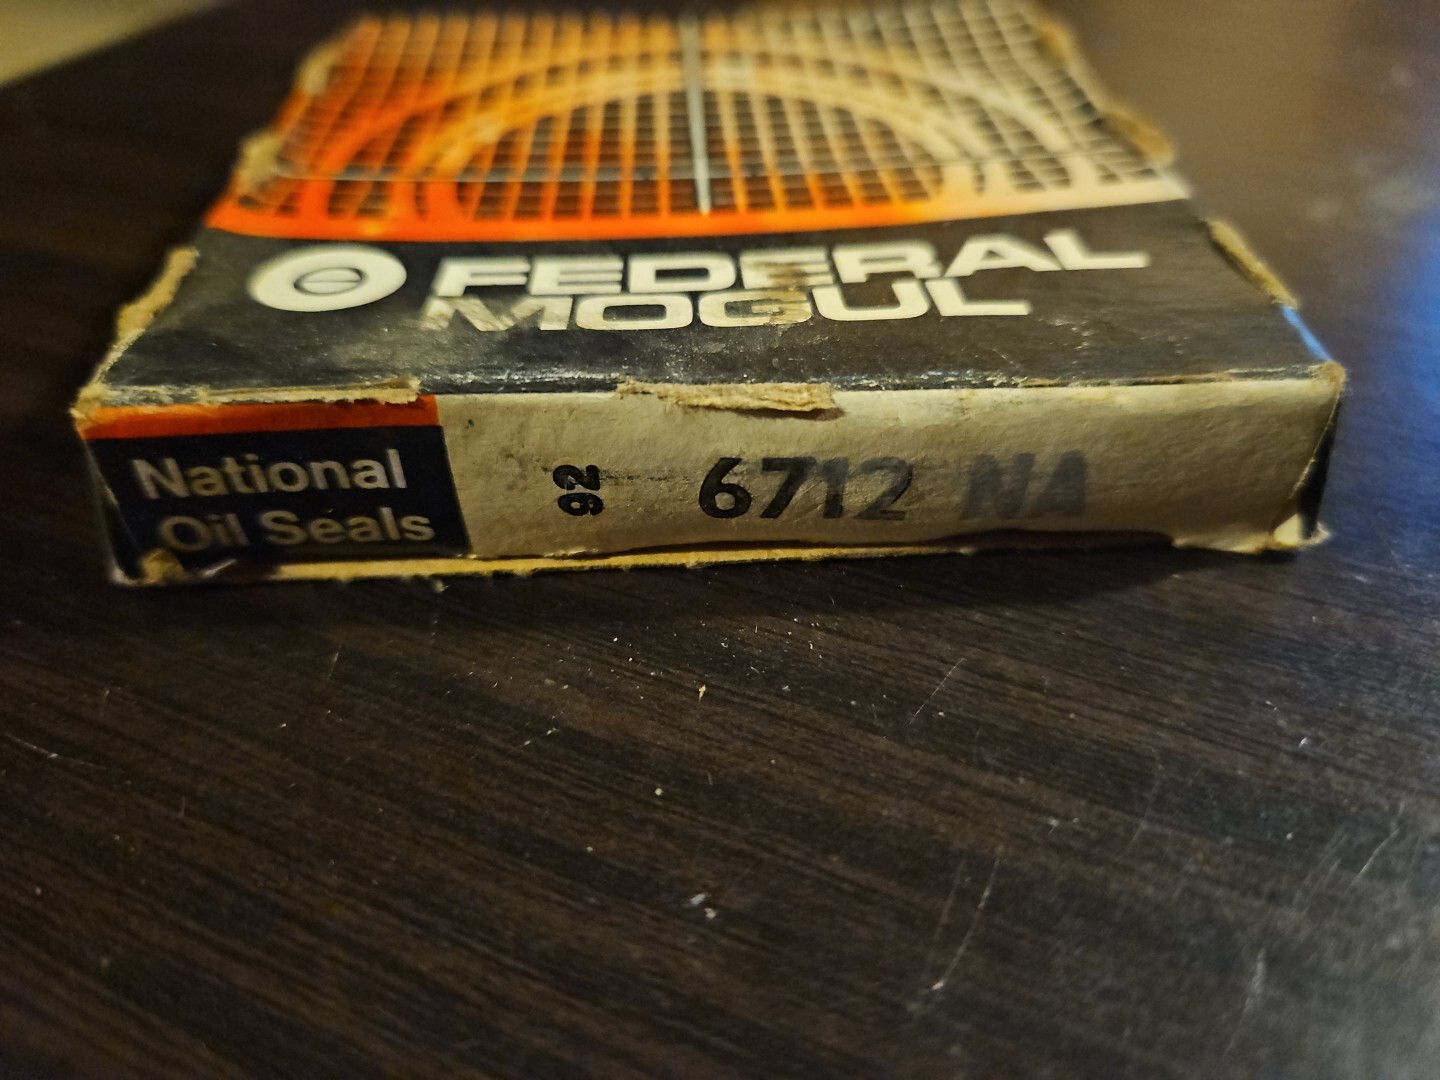 FEDERAL
MOGUL
National
Oil Seals
92 6712 NA